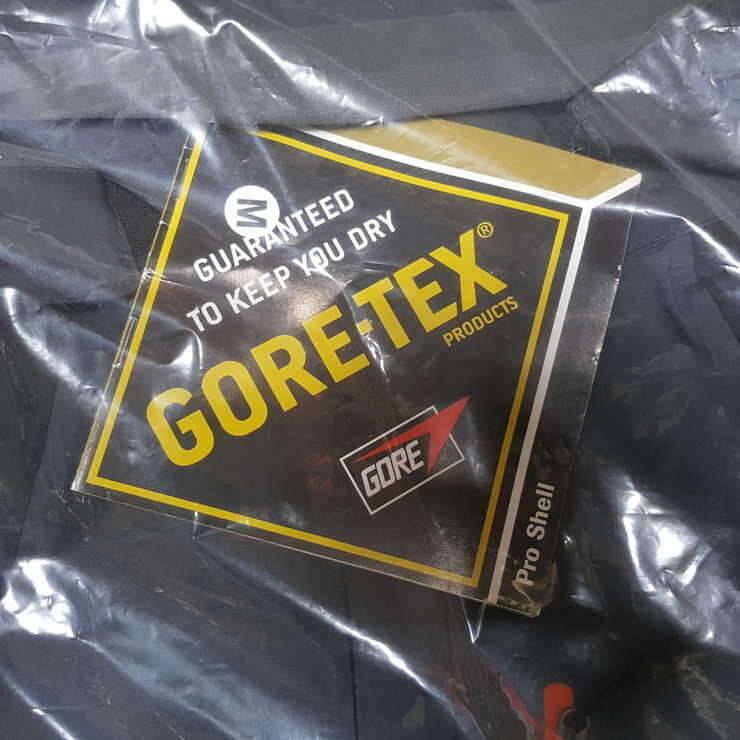 M
GUARANTEED
TO KEEP YOU DRY
GORE-TEX®
PRODUCTS
GORE
Pro Shell